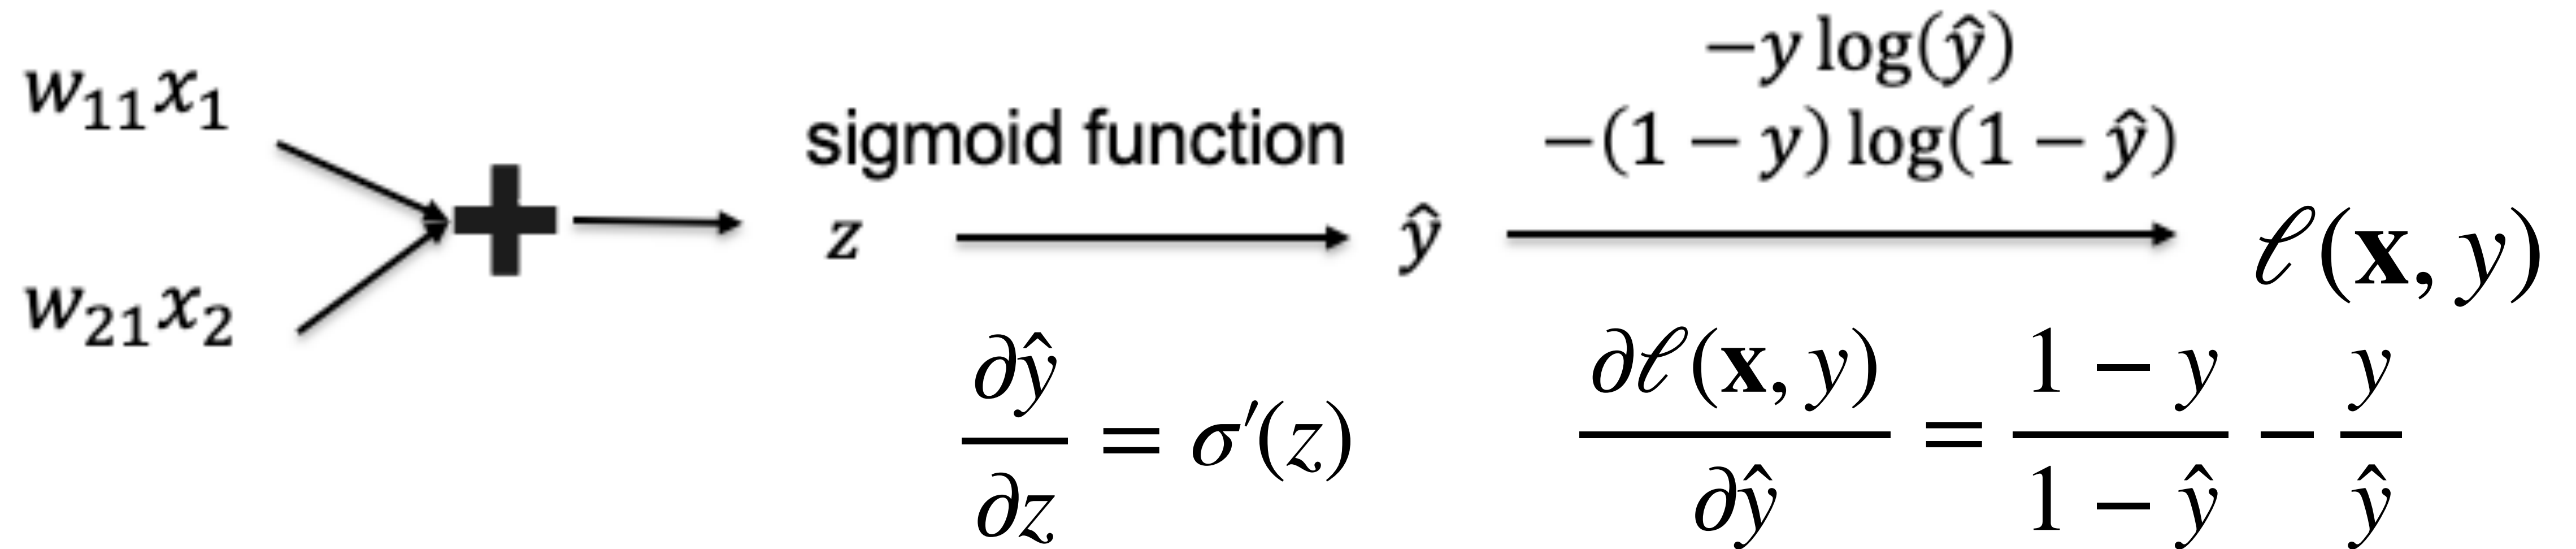 w₁₁x₁
w₂₁x₂
sigmoid function
z
ŷ
−y log(ŷ)
−(1 − y) log(1 − ŷ)
ℓ(𝐱, y)
∂ŷ/∂z = σ′(z)
∂ℓ(𝐱, y)/∂ŷ = (1 − y)/(1 − ŷ) − y/ŷ